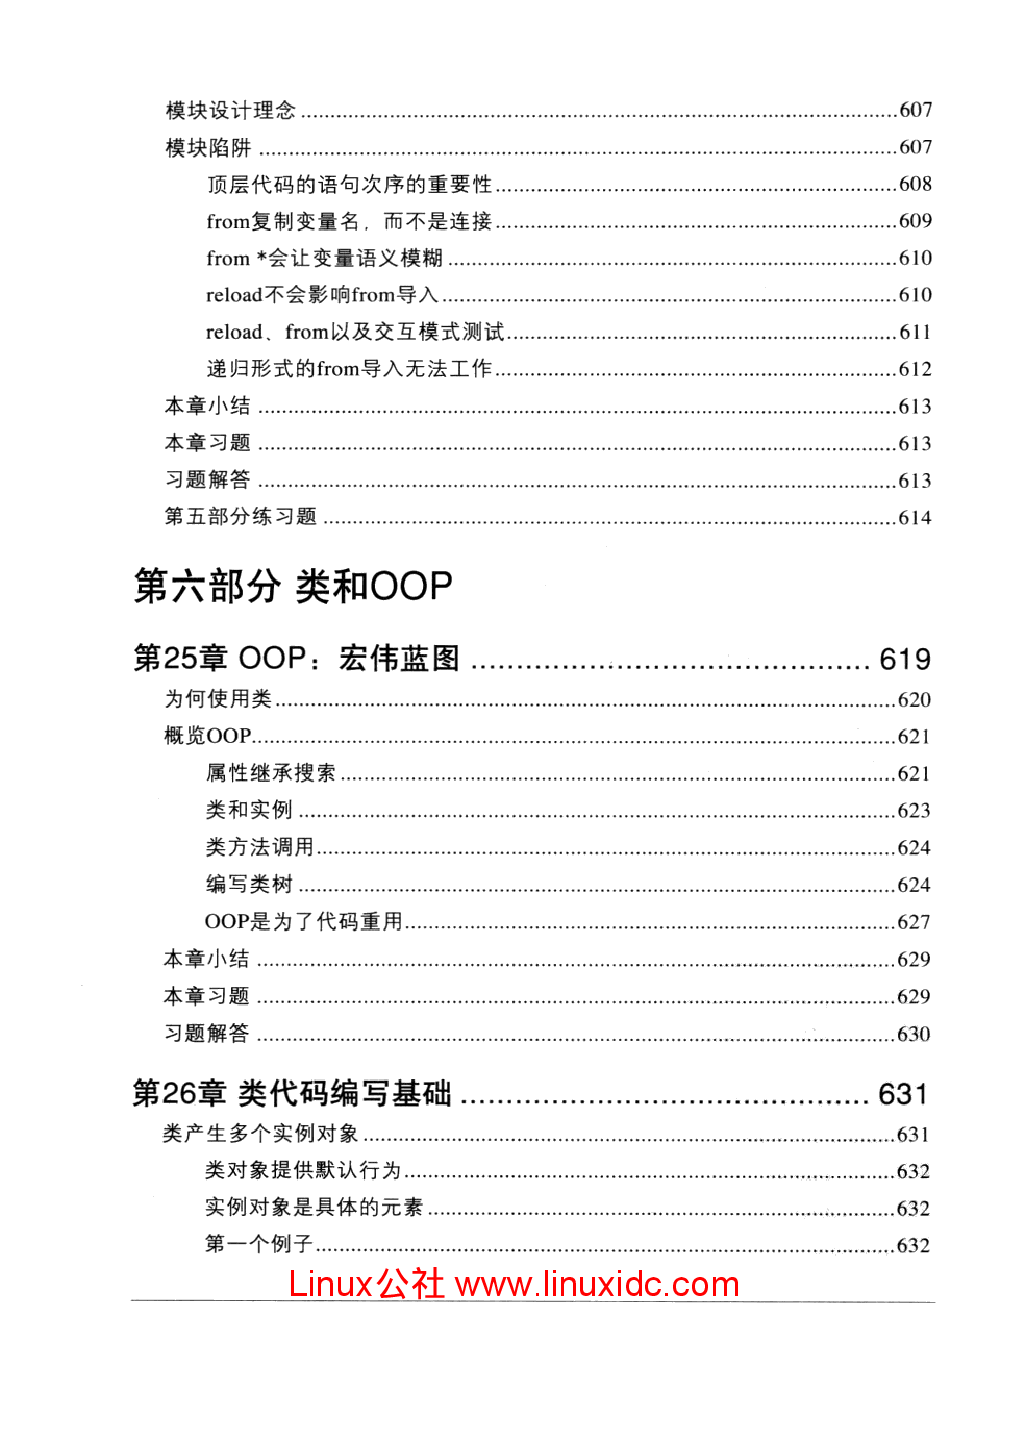 模块设计理念 ........ 607
模块陷阱 ........ 607
顶层代码的语句次序的重要性 ........ 608
from复制变量名，而不是连接 ........ 609
from *会让变量语义模糊 ........ 610
reload不会影响from导入 ........ 610
reload、from以及交互模式测试 ........ 611
递归形式的from导入无法工作 ........ 612
本章小结 ........ 613
本章习题 ........ 613
习题解答 ........ 613
第五部分练习题 ........ 614
第六部分 类和OOP
第25章 OOP：宏伟蓝图 ........ 619
为何使用类 ........ 620
概览OOP ........ 621
属性继承搜索 ........ 621
类和实例 ........ 623
类方法调用 ........ 624
编写类树 ........ 624
OOP是为了代码重用 ........ 627
本章小结 ........ 629
本章习题 ........ 629
习题解答 ........ 630
第26章 类代码编写基础 ........ 631
类产生多个实例对象 ........ 631
类对象提供默认行为 ........ 632
实例对象是具体的元素 ........ 632
第一个例子 ........ 632
Linux公社 www.linuxidc.com